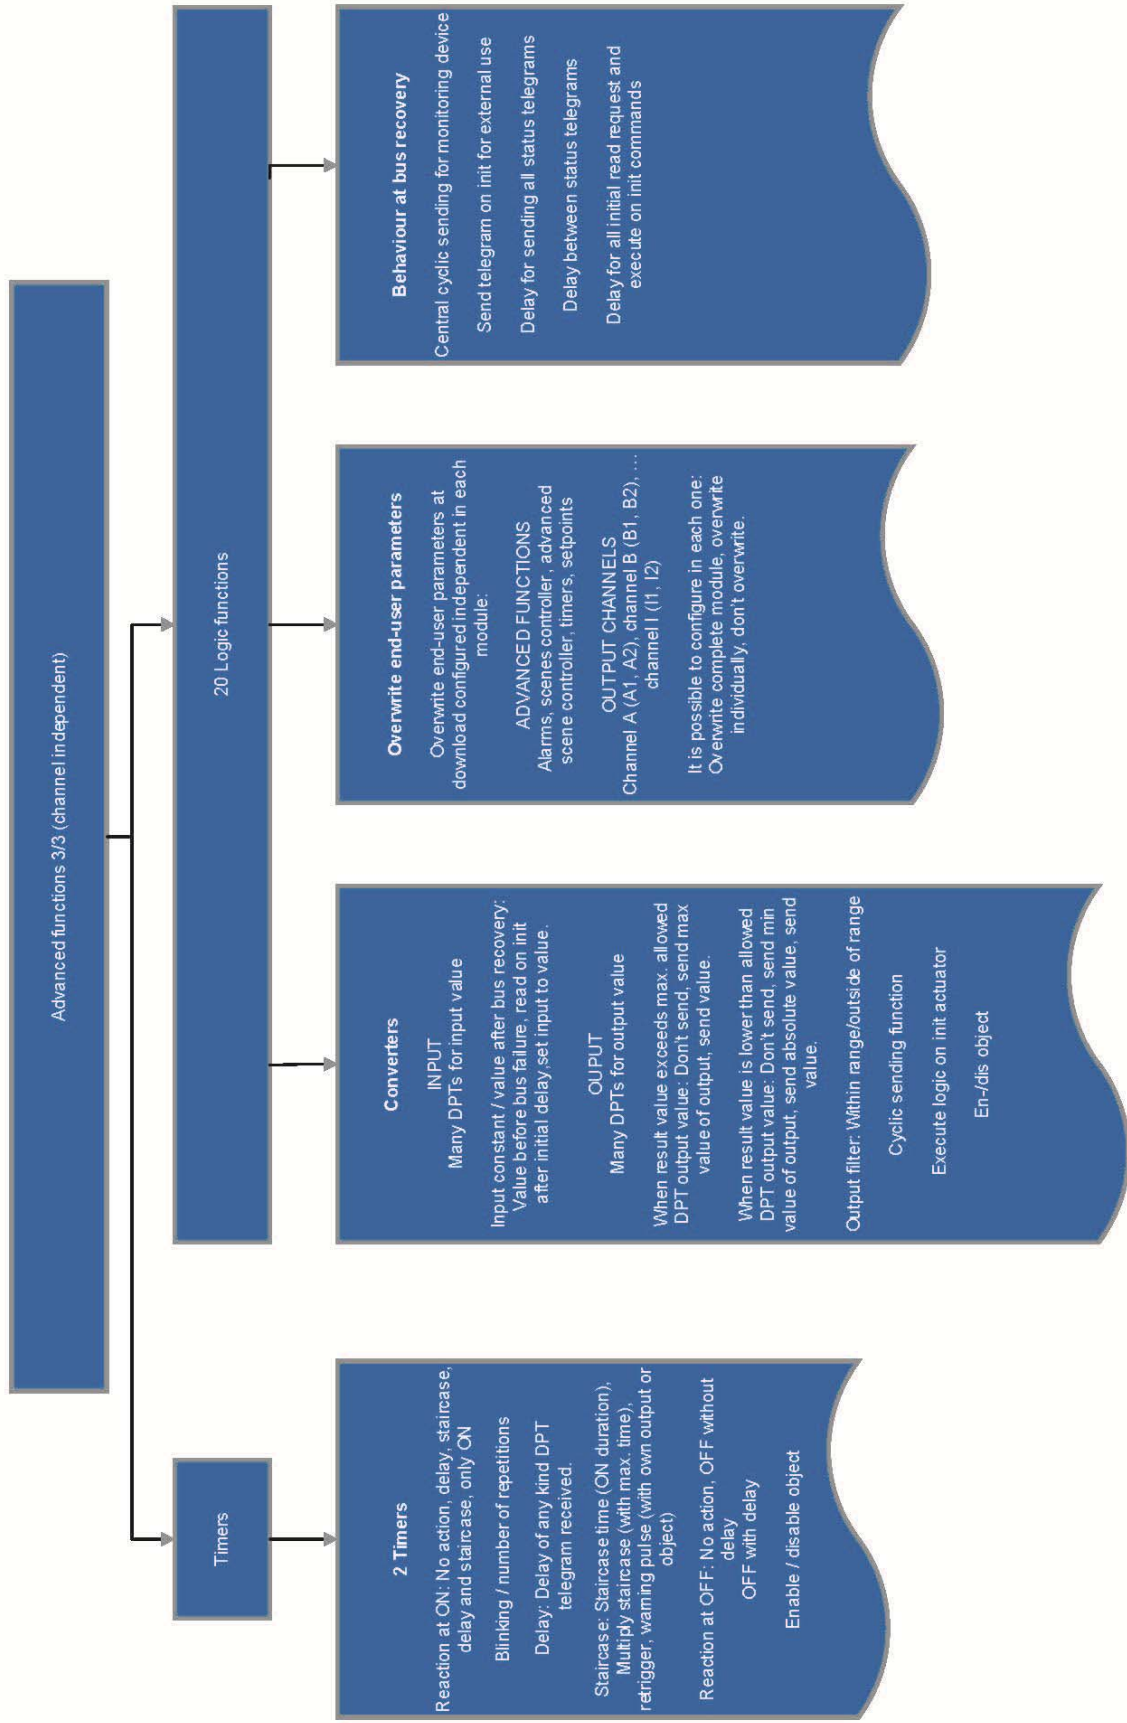 Advanced functions 3/3 (channel independent)
Timers
20 Logic functions
2 Timers
Reaction at ON: No action, delay, staircase,
delay and staircase, only ON
Blinking / number of repetitions
Delay: Delay of any kind DPT
telegram received.
Staircase: Staircase time (ON duration),
Multiply staircase (with max. time),
retrigger, warning pulse (with own output or
object)
Reaction at OFF: No action, OFF without
delay
OFF with delay
Enable / disable object
Converters
INPUT
Many DPTs for input value
Input constant / value after bus recovery:
Value before bus failure, read on init
after initial delay,set input to value.
OUPUT
Many DPTs for output value
When result value exceeds max. allowed
DPT output value: Don't send, send max
value of output, send value.
When result value is lower than allowed
DPT output value: Don't send, send min
value of output, send absolute value, send
value.
Output filter: Within range/outside of range
Cyclic sending function
Execute logic on init actuator
En-/dis object
Overwrite end-user parameters
Overwrite end-user parameters at
download configured independent in each
module:
ADVANCED FUNCTIONS
Alarms, scenes controller, advanced
scene controller, timers, setpoints
OUTPUT CHANNELS
Channel A (A1, A2), channel B (B1, B2), …
channel I (I1, I2)
It is possible to configure in each one:
Overwrite complete module, overwrite
individually, don't overwrite.
Behaviour at bus recovery
Central cyclic sending for monitoring device
Send telegram on init for external use
Delay for sending all status telegrams
Delay between status telegrams
Delay for all initial read request and
execute on init commands